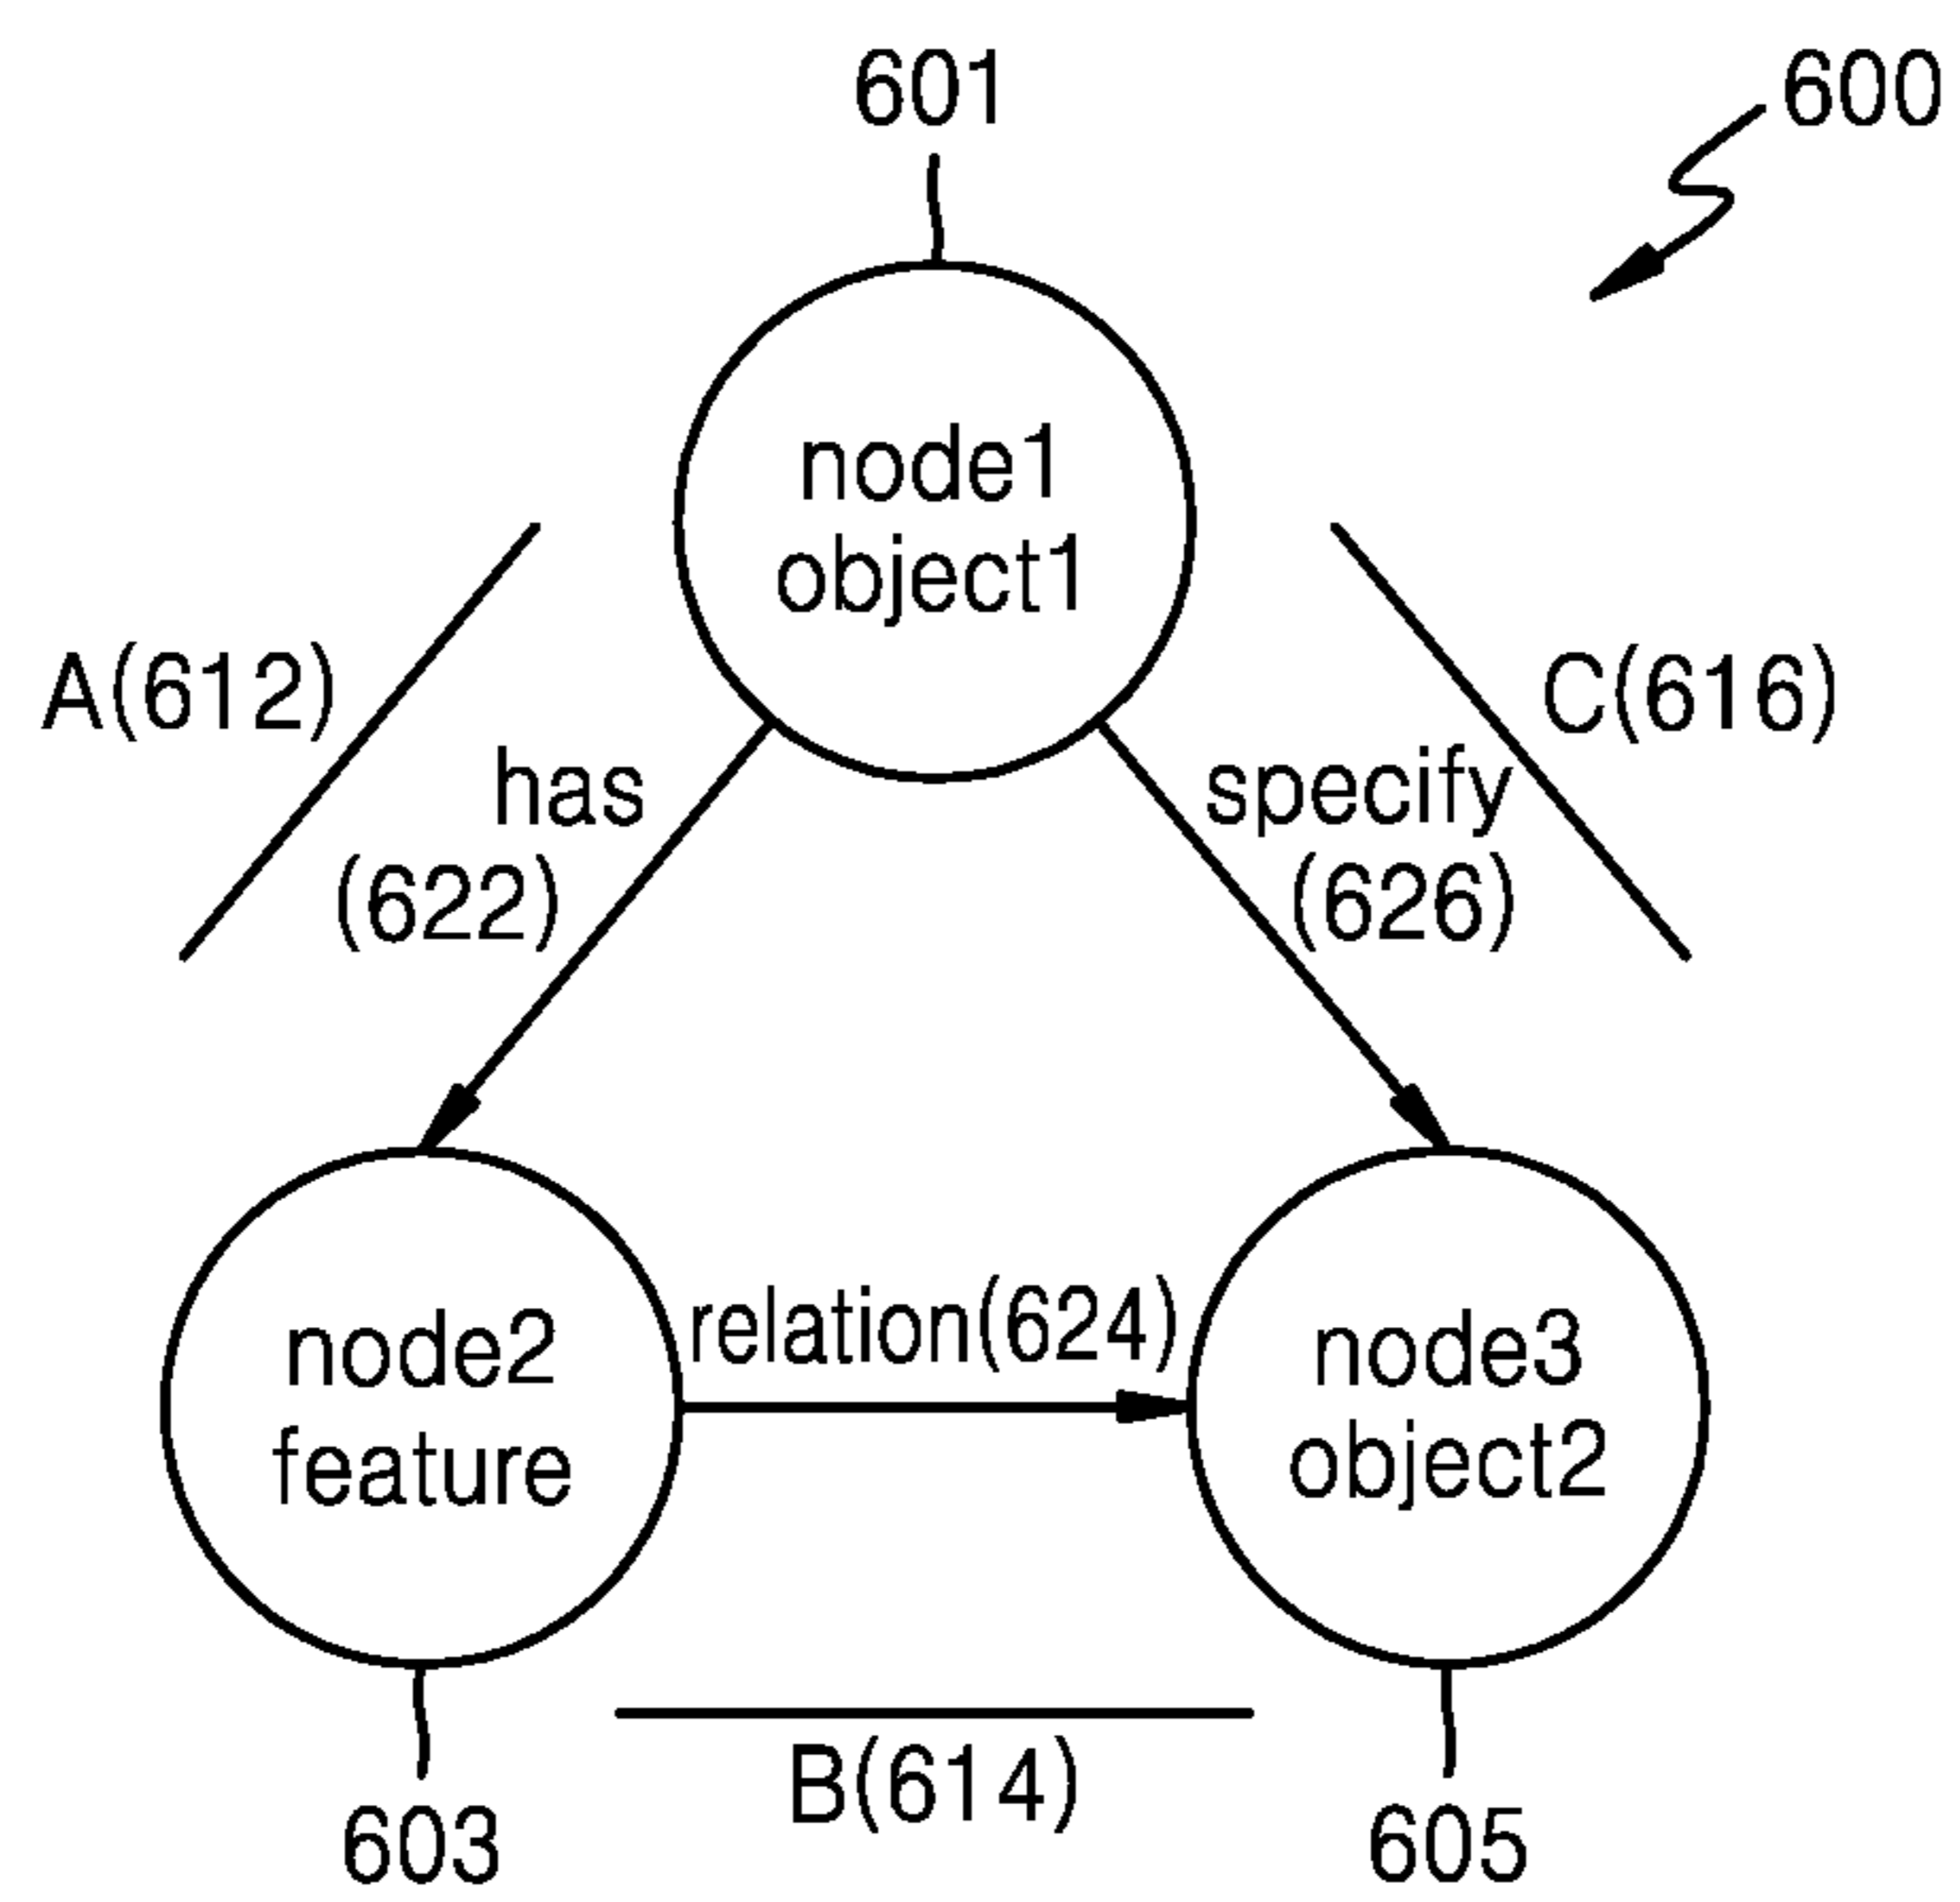 601
600
node1
object1
A(612)
C(616)
has
(622)
specify
(626)
relation(624)
node2
feature
node3
object2
B(614)
603
605